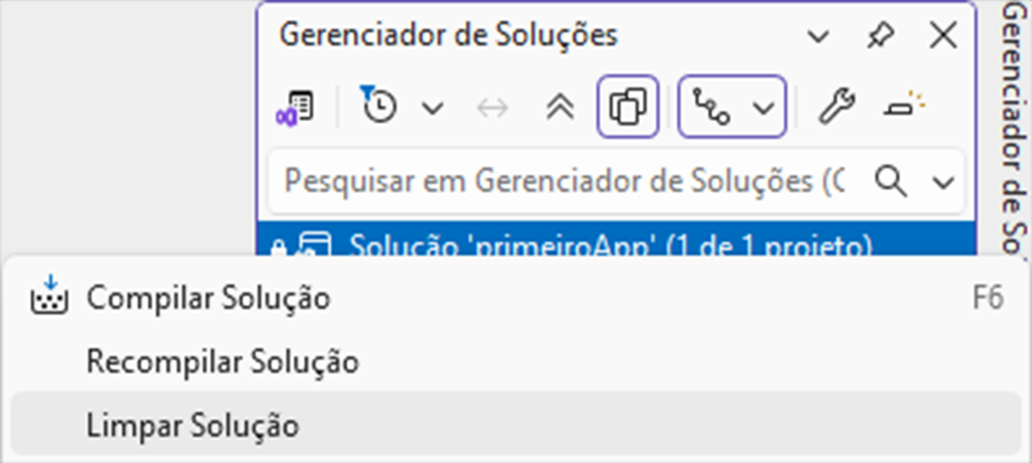 Gerenciador de Soluções
Pesquisar em Gerenciador de Soluções (C
Solução 'primeiroApp' (1 de 1 projeto)
Compilar Solução F6
Recompilar Solução
Limpar Solução
Gerenciador de So